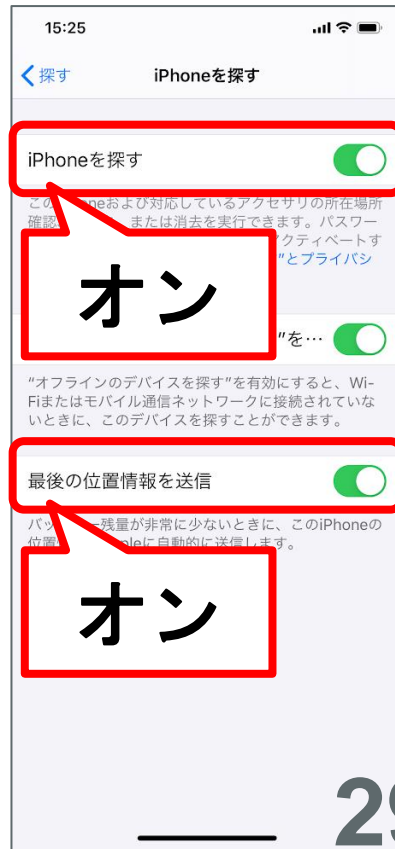 15:25
探す
iPhoneを探す
iPhoneを探す
この neおよび対応しているアクセサリの所在場所
確認 または消去を実行できます。パスワー
クティベートす
"とプライバシ
オン
"を…
"オフラインのデバイスを探す"を有効にすると、Wi-
Fiまたはモバイル通信ネットワークに接続されていな
いときに、このデバイスを探すことができます。
最後の位置情報を送信
バッ 残量が非常に少ないときに、このiPhoneの
位置 leに自動的に送信します。
オン
29